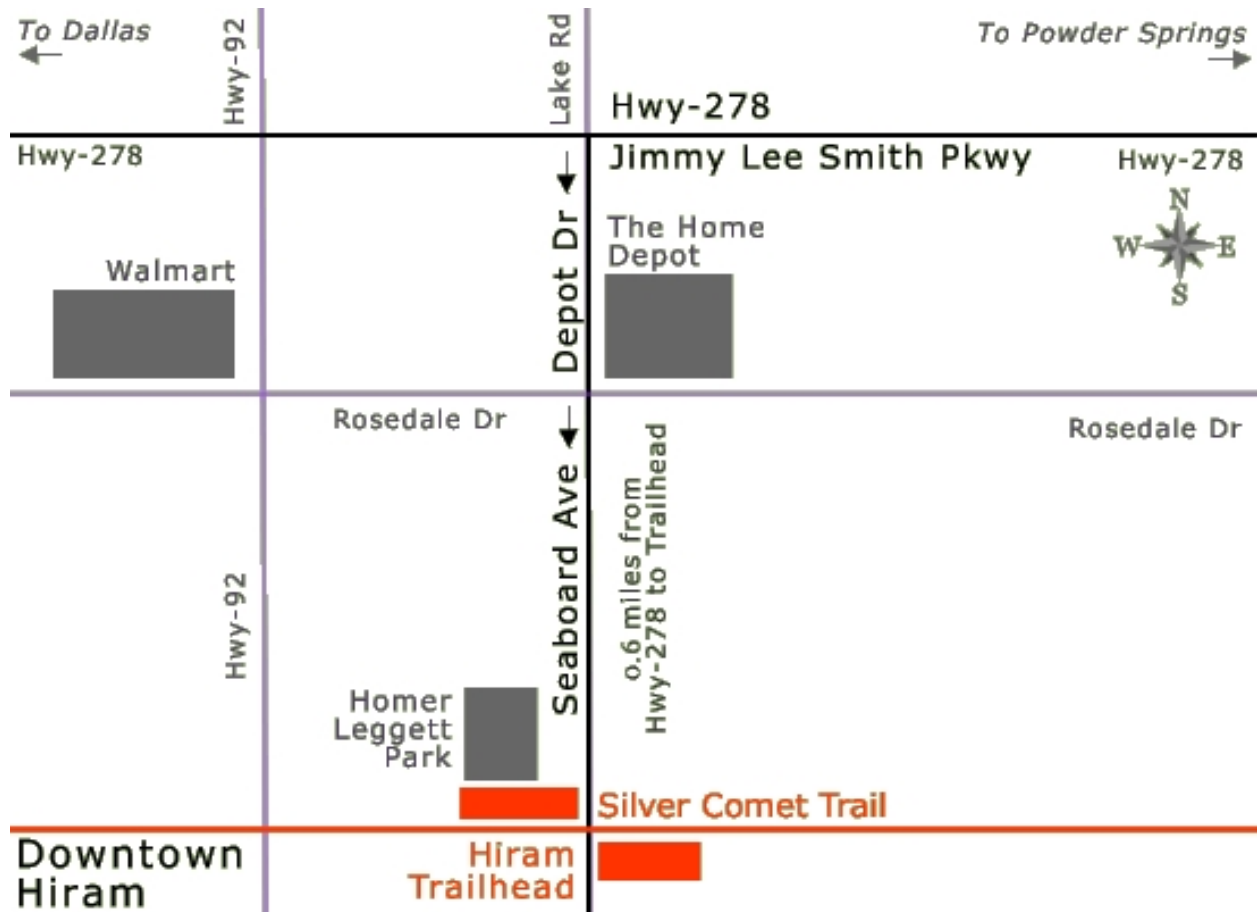 To Dallas
Hwy-92
Lake Rd
To Powder Springs
Hwy-278
Hwy-278
Jimmy Lee Smith Pkwy
Hwy-278
N
W E
S
Depot Dr
The Home
Depot
Walmart
Rosedale Dr
Rosedale Dr
Seaboard Ave
o.6 miles from
Hwy-278 to Trailhead
Hwy-92
Homer
Leggett
Park
Silver Comet Trail
Downtown
Hiram
Hiram
Trailhead